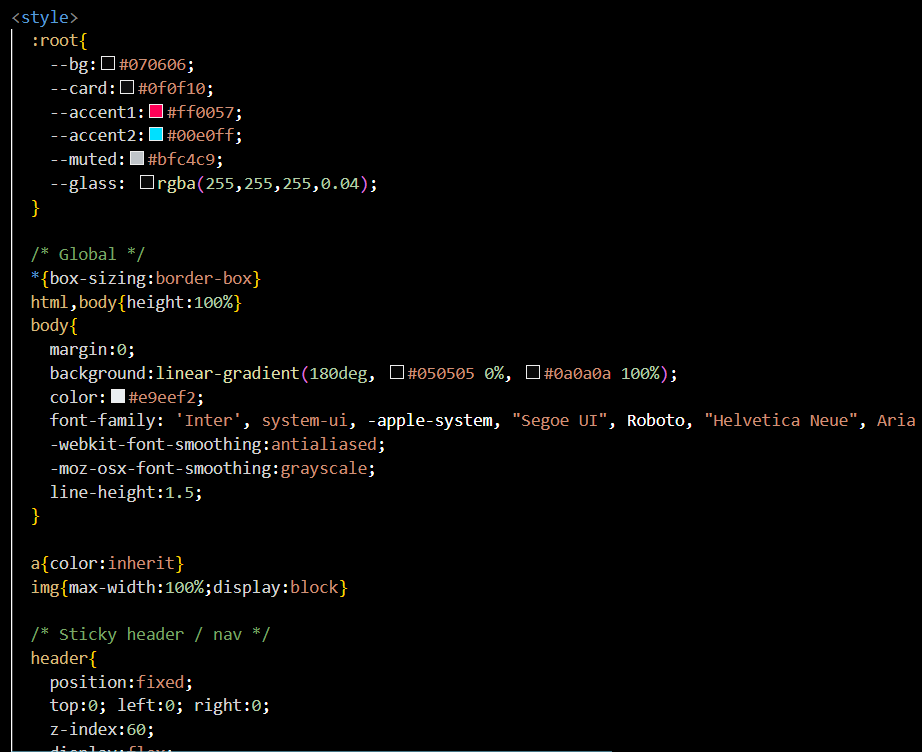 <style>
:root{
--bg:#070606;
--card:#0f0f10;
--accent1:#ff0057;
--accent2:#00e0ff;
--muted:#bfc4c9;
--glass: rgba(255,255,255,0.04);
}
/* Global */
*{box-sizing:border-box}
html,body{height:100%}
body{
margin:0;
background:linear-gradient(180deg, #050505 0%, #0a0a0a 100%);
color:#e9eef2;
font-family: 'Inter', system-ui, -apple-system, "Segoe UI", Roboto, "Helvetica Neue", Aria
-webkit-font-smoothing:antialiased;
-moz-osx-font-smoothing:grayscale;
line-height:1.5;
}
a{color:inherit}
img{max-width:100%;display:block}
/* Sticky header / nav */
header{
position:fixed;
top:0; left:0; right:0;
z-index:60;
display:flex;